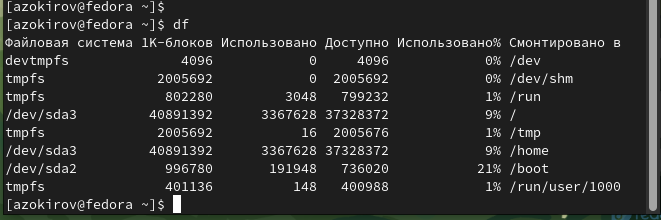 [azokirov@fedora ~]$
[azokirov@fedora ~]$ df
Файловая система 1K-блоков Использовано Доступно Использовано% Смонтировано в
devtmpfs 4096 0 4096 0% /dev
tmpfs 2005692 0 2005692 0% /dev/shm
tmpfs 802280 3048 799232 1% /run
/dev/sda3 40891392 3367628 37328372 9% /
tmpfs 2005692 16 2005676 1% /tmp
/dev/sda3 40891392 3367628 37328372 9% /home
/dev/sda2 996780 191948 736020 21% /boot
tmpfs 401136 148 400988 1% /run/user/1000
[azokirov@fedora ~]$